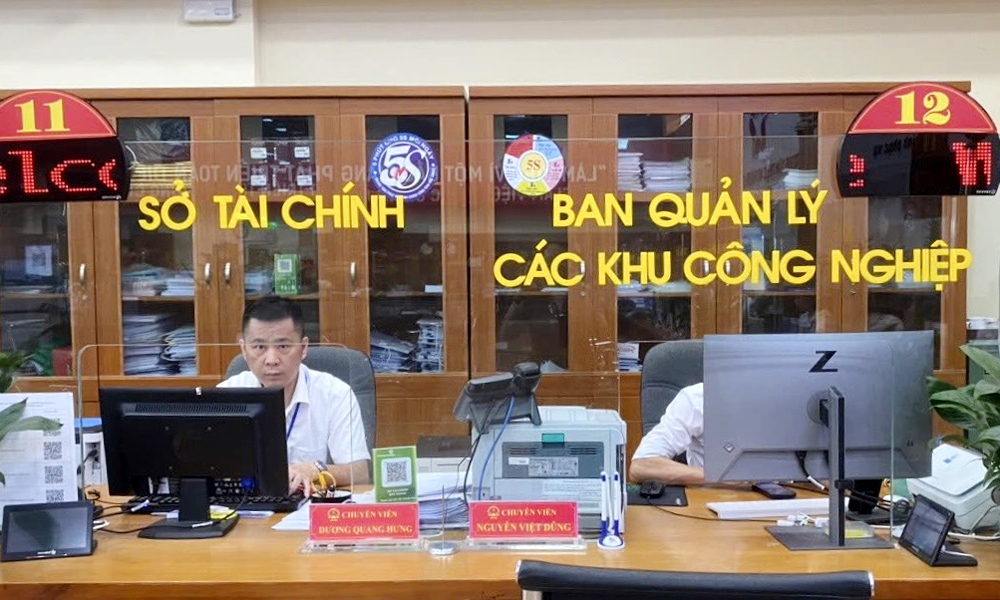 11
elcc
12
5S
5S
SỞ TÀI CHÍNH
BAN QUẢN LÝ
CÁC KHU CÔNG NGHIỆP
Z
CHUYÊN VIÊN
DƯƠNG QUANG HƯNG
CHUYÊN VIÊN
NGUYỄN VIỆT DŨNG